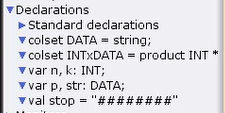 Declarations
Standard declarations
colset DATA = string;
colset INTxDATA = product INT *
var n, k: INT;
var p, str: DATA;
val stop = "########"